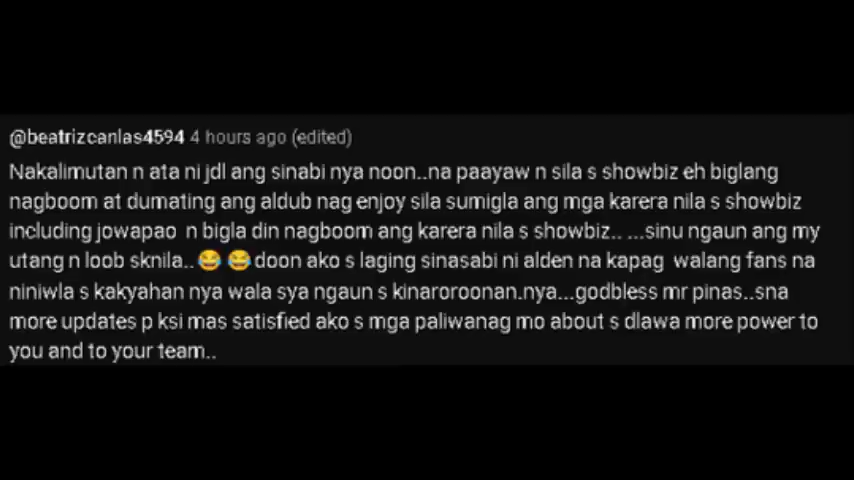 @beatrizcanlas4594 4 hours ago (edited)
Nakalimutan n ata ni jdl ang sinabi nya noon..na paayaw n sila s showbiz eh biglang
nagboom at dumating ang aldub nag enjoy sila sumigla ang mga karera nila s showbiz
including jowapao n bigla din nagboom ang karera nila s showbiz.. ...sinu ngaun ang my
utang n loob sknila..😂 😂doon ako s laging sinasabi ni alden na kapag walang fans na
niniwla s kakyahan nya wala sya ngaun s kinaroroonan.nya...godbless mr pinas..sna
more updates p ksi mas satisfied ako s mga paliwanag mo about s dlawa more power to
you and to your team..